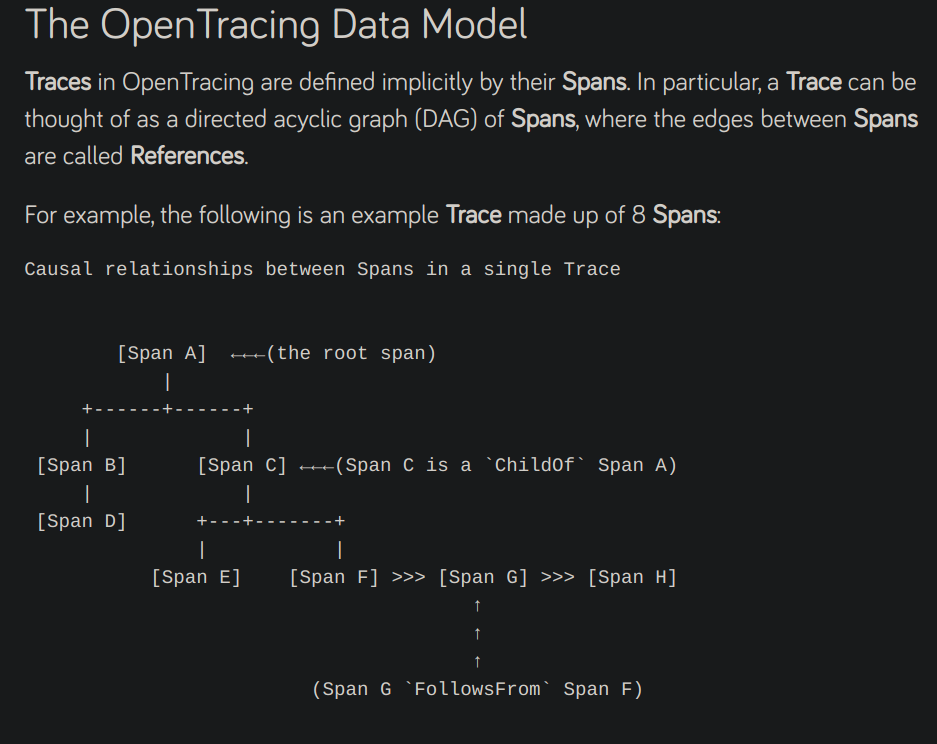 The OpenTracing Data Model
Traces in OpenTracing are defined implicitly by their Spans. In particular, a Trace can be
thought of as a directed acyclic graph (DAG) of Spans, where the edges between Spans
are called References.
For example, the following is an example Trace made up of 8 Spans:
Causal relationships between Spans in a single Trace
        [Span A]  ←←←(the root span)
            |
     +------+------+
     |             |
 [Span B]      [Span C] ←←←(Span C is a `ChildOf` Span A)
     |             |
 [Span D]      +---+-------+
               |           |
           [Span E]    [Span F] >>> [Span G] >>> [Span H]
                                       ↑
                                       ↑
                                       ↑
                         (Span G `FollowsFrom` Span F)